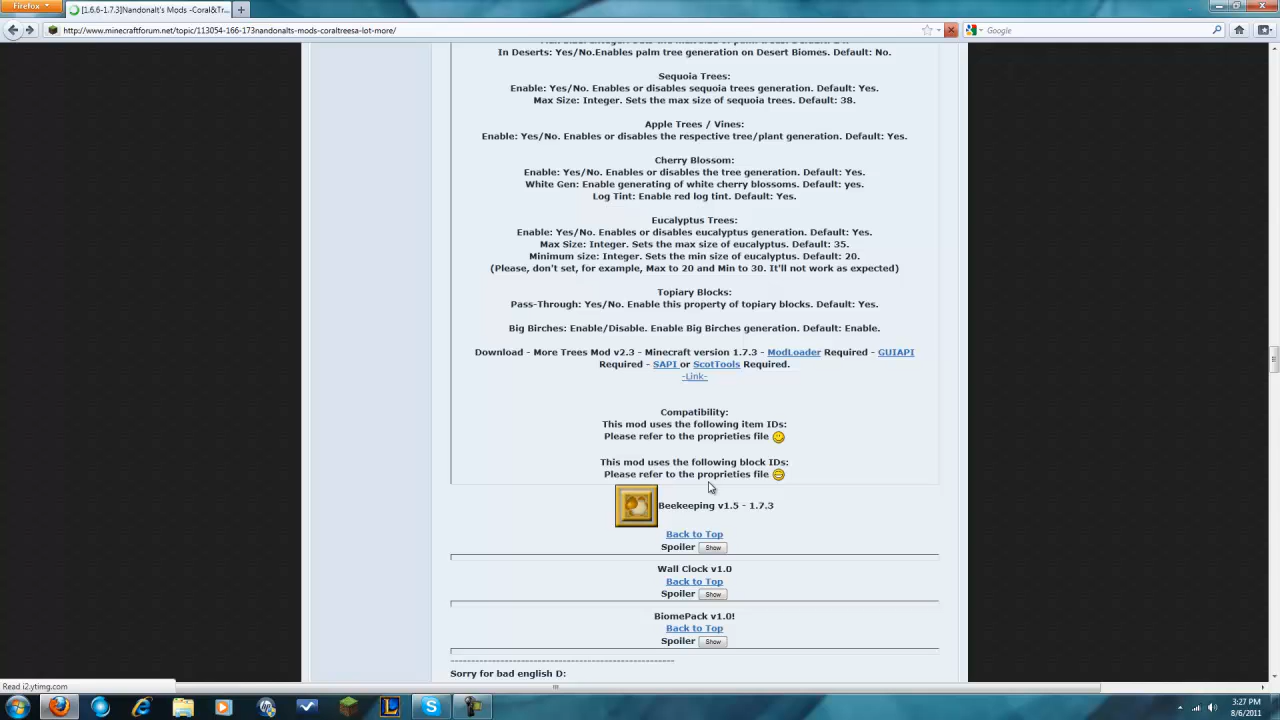 Firefox
[1.6.6-1.7.3]Nandonalt's Mods -Coral&Tr...
http://www.minecraftforum.net/topic/113054-166-173nandonalts-mods-coraltreesa-lot-more/
Google
In Deserts: Yes/No.Enables palm tree generation on Desert Biomes. Default: No.
Sequoia Trees:
Enable: Yes/No. Enables or disables sequoia trees generation. Default: Yes.
Max Size: Integer. Sets the max size of sequoia trees. Default: 38.
Apple Trees / Vines:
Enable: Yes/No. Enables or disables the respective tree/plant generation. Default: Yes.
Cherry Blossom:
Enable: Yes/No. Enables or disables the tree generation. Default: Yes.
White Gen: Enable generating of white cherry blossoms. Default: yes.
Log Tint: Enable red log tint. Default: Yes.
Eucalyptus Trees:
Enable: Yes/No. Enables or disables eucalyptus generation. Default: Yes.
Max Size: Integer. Sets the max size of eucalyptus. Default: 35.
Minimum size: Integer. Sets the min size of eucalyptus. Default: 20.
(Please, don't set, for example, Max to 20 and Min to 30. It'll not work as expected)
Topiary Blocks:
Pass-Through: Yes/No. Enable this property of topiary blocks. Default: Yes.
Big Birches: Enable/Disable. Enable Big Birches generation. Default: Enable.
Download - More Trees Mod v2.3 - Minecraft version 1.7.3 - ModLoader Required - GUIAPI
Required - SAPI or ScotTools Required.
-Link-
Compatibility:
This mod uses the following item IDs:
Please refer to the proprieties file
This mod uses the following block IDs:
Please refer to the proprieties file
Beekeeping v1.5 - 1.7.3
Back to Top
Spoiler Show
Wall Clock v1.0
Back to Top
Spoiler Show
BiomePack v1.0!
Back to Top
Spoiler Show
------------------------------------------------------
Sorry for bad english D:
Read i2.ytimg.com
3:27 PM
8/6/2011